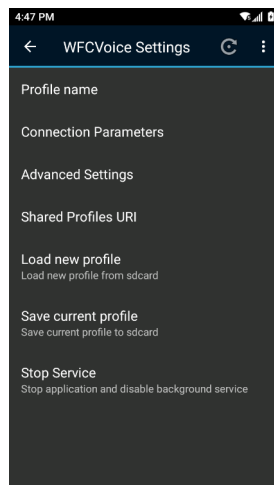 4:47 PM
WFCVoice Settings
Profile name
Connection Parameters
Advanced Settings
Shared Profiles URI
Load new profile
Load new profile from sdcard
Save current profile
Save current profile to sdcard
Stop Service
Stop application and disable background service